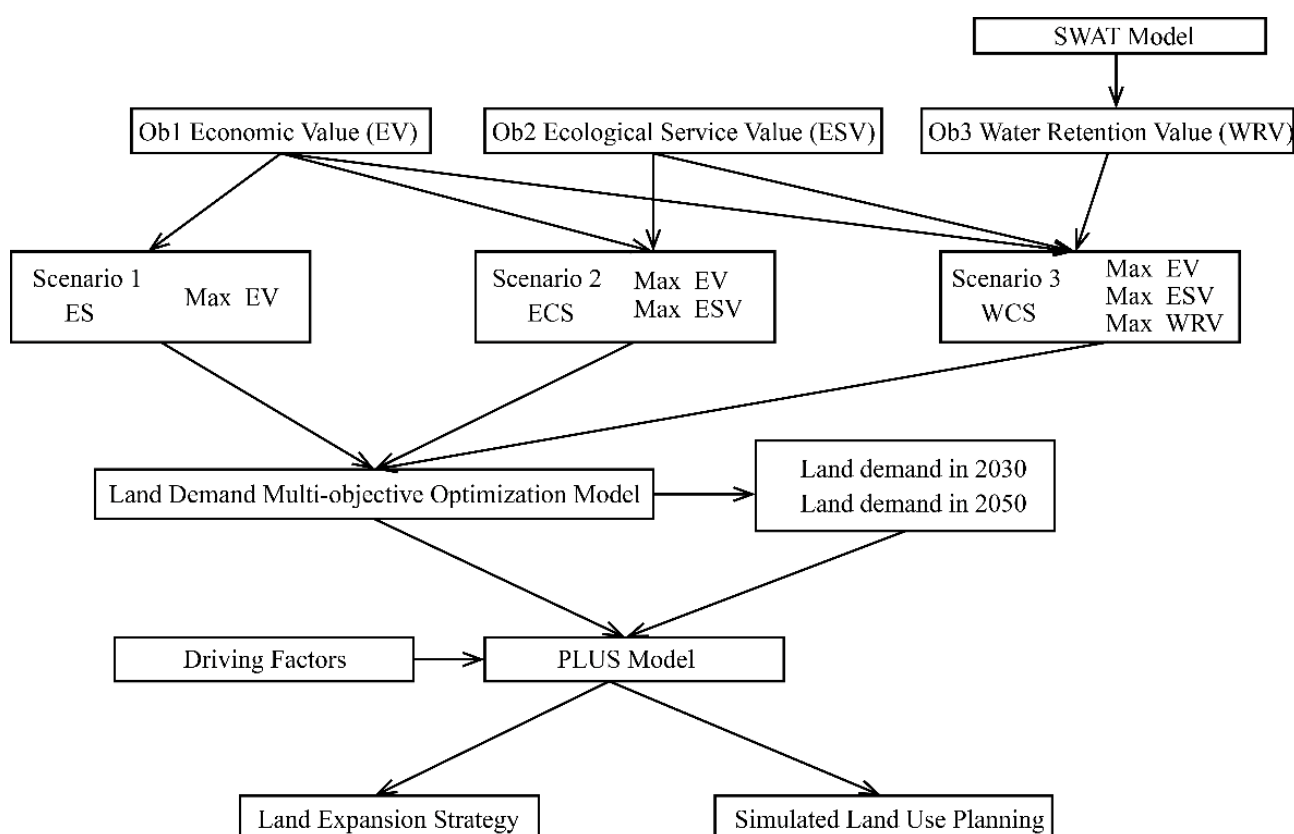 SWAT Model
Ob1 Economic Value (EV)
Ob2 Ecological Service Value (ESV)
Ob3 Water Retention Value (WRV)
Scenario 1
ES
Max EV
Scenario 2
ECS
Max EV
Max ESV
Scenario 3
WCS
Max EV
Max ESV
Max WRV
Land Demand Multi-objective Optimization Model
Land demand in 2030
Land demand in 2050
Driving Factors
PLUS Model
Land Expansion Strategy
Simulated Land Use Planning